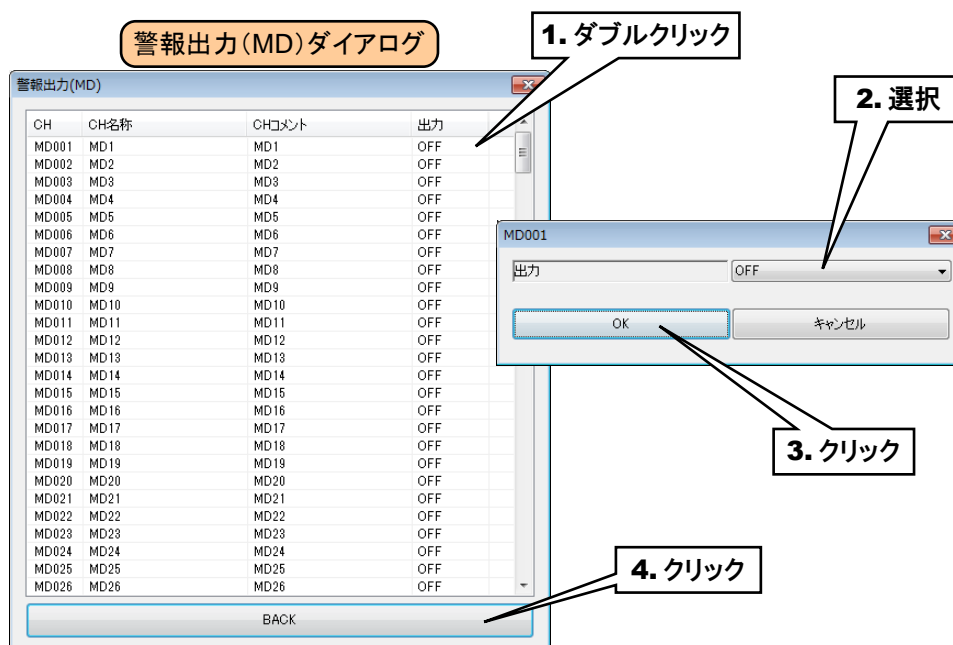 警報出力(MD)ダイアログ
1. ダブルクリック
2. 選択
警報出力(MD)
CH CH名称 CHコメント 出力
MD001 MD1 MD1 OFF
MD002 MD2 MD2 OFF
MD003 MD3 MD3 OFF
MD004 MD4 MD4 OFF
MD005 MD5 MD5 OFF
MD006 MD6 MD6 OFF
MD007 MD7 MD7 OFF
MD008 MD8 MD8 OFF
MD009 MD9 MD9 OFF
MD010 MD10 MD10 OFF
MD011 MD11 MD11 OFF
MD012 MD12 MD12 OFF
MD013 MD13 MD13 OFF
MD014 MD14 MD14 OFF
MD015 MD15 MD15 OFF
MD016 MD16 MD16 OFF
MD017 MD17 MD17 OFF
MD018 MD18 MD18 OFF
MD019 MD19 MD19 OFF
MD020 MD20 MD20 OFF
MD021 MD21 MD21 OFF
MD022 MD22 MD22 OFF
MD023 MD23 MD23 OFF
MD024 MD24 MD24 OFF
MD025 MD25 MD25 OFF
MD026 MD26 MD26 OFF
BACK
MD001
出力 OFF
OK キャンセル
3. クリック
4. クリック